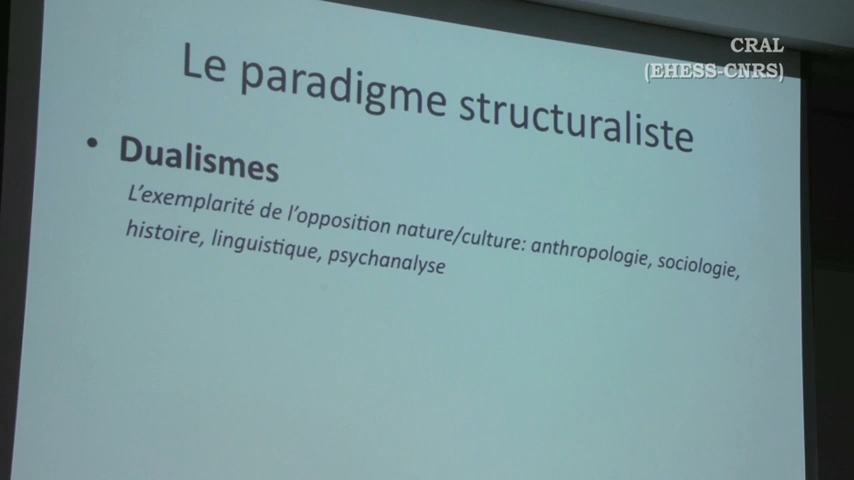 CRAL
(EHESS-CNRS)
Le paradigme structuraliste
• Dualismes
L'exemplarité de l'opposition nature/culture: anthropologie, sociologie,
histoire, linguistique, psychanalyse